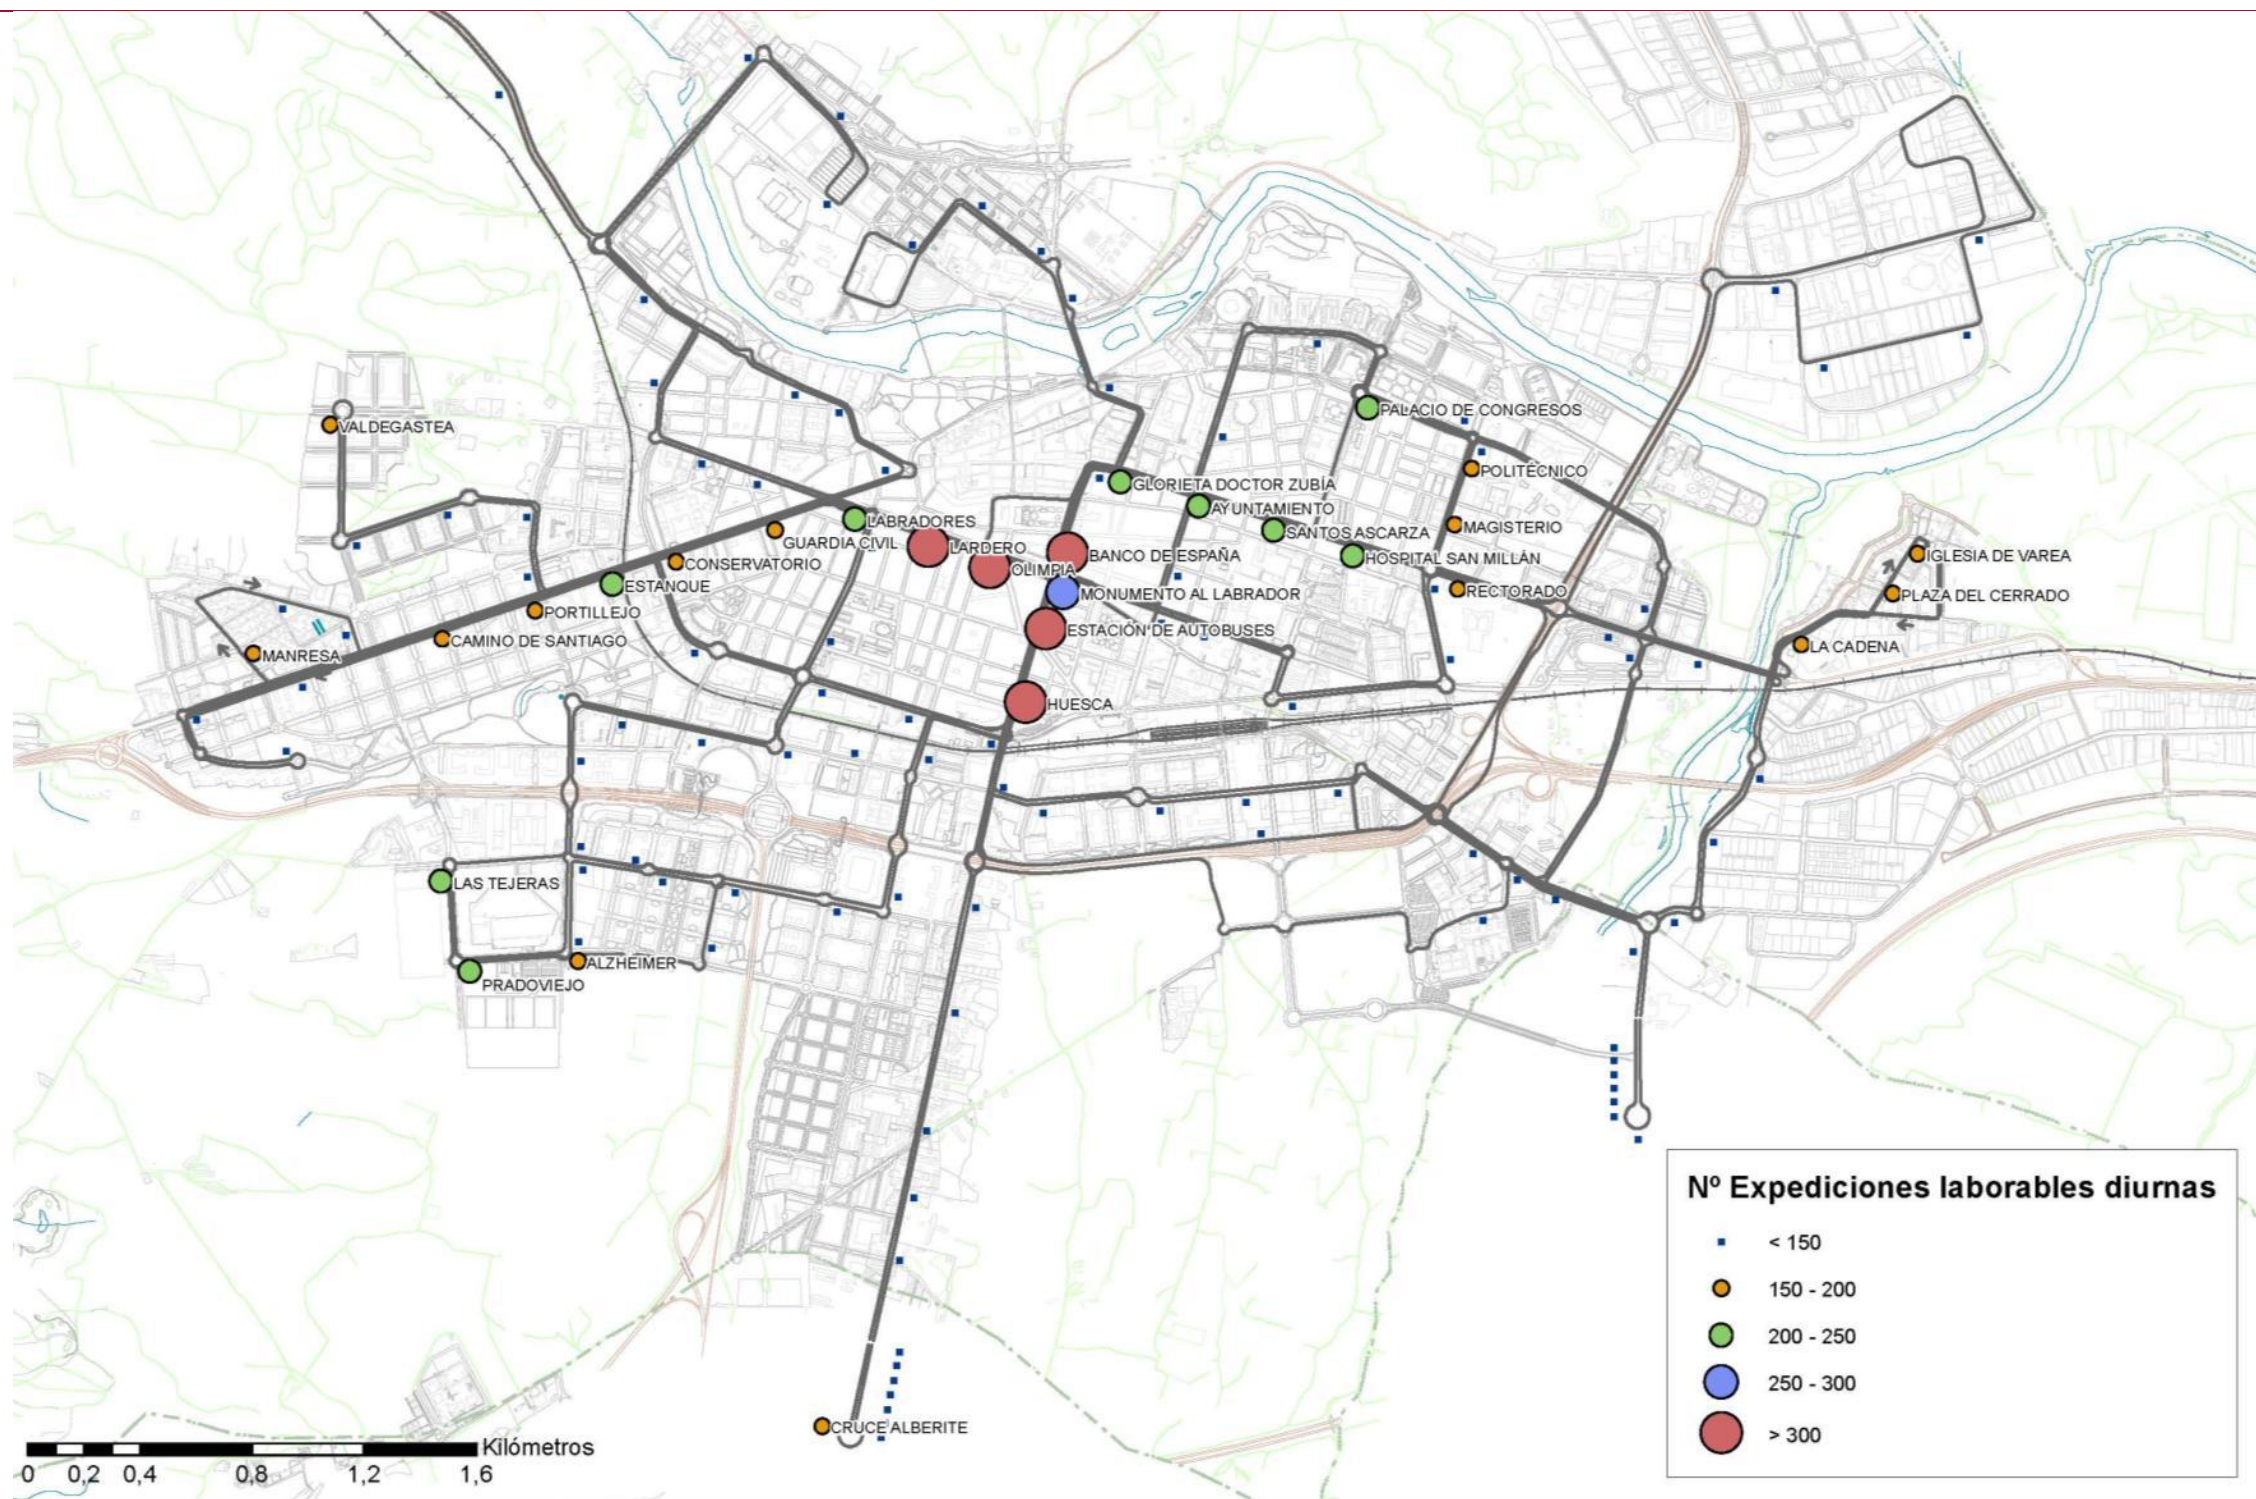 VALDEGASTEA
PALACIO DE CONGRESOS
POLITÉCNICO
GLORIETA DOCTOR ZUBÍA
AYUNTAMIENTO
LABRADORES
MAGISTERIO
SANTOS ASCARZA
GUARDIA CIVIL
LARDERO
BANCO DE ESPAÑA
HOSPITAL SAN MILLÁN
IGLESIA DE VAREA
CONSERVATORIO
OLIMPIA
ESTANQUE
RECTORADO
MONUMENTO AL LABRADOR
PLAZA DEL CERRADO
PORTILLEJO
ESTACIÓN DE AUTOBUSES
CAMINO DE SANTIAGO
LA CADENA
MANRESA
HUESCA
LAS TEJERAS
ALZHEIMER
PRADOVIEJO
CRUCE ALBERITE
Nº Expediciones laborables diurnas
< 150
150 - 200
200 - 250
250 - 300
> 300
Kilómetros
0 0,2 0,4 0,8 1,2 1,6